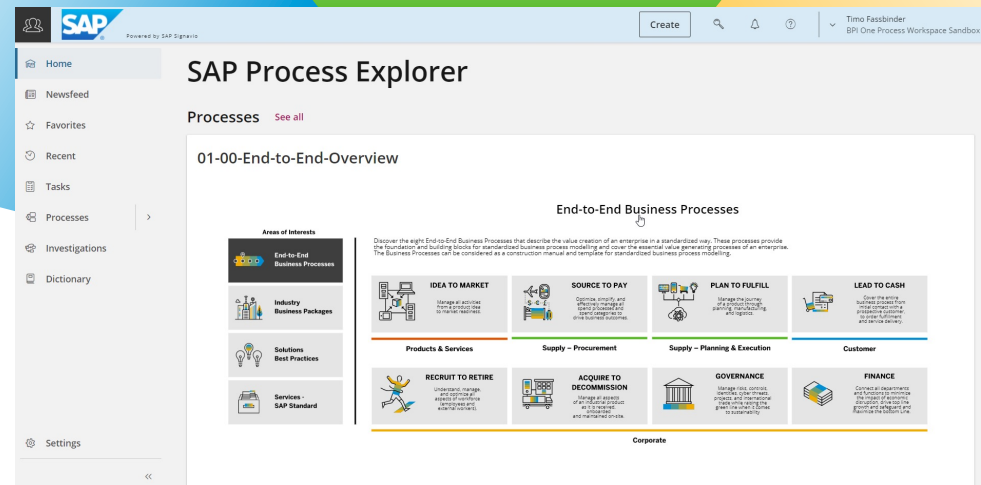 SAP
Powered by SAP Signavio
Create
Timo Fassbinder
BPI One Process Workspace Sandbox
Home
Newsfeed
Favorites
Recent
Tasks
Processes
Investigations
Dictionary
Settings
SAP Process Explorer
Processes See all
01-00-End-to-End-Overview
End-to-End Business Processes
Areas of Interests
End-to-End
Business Processes
Industry
Business Packages
Solutions
Best Practices
Services -
SAP Standard
Discover the eight End-to-End Business Processes that describe the value creation of an enterprise in a standardized way. These processes provide
the foundation and building blocks for standardized business process modelling and cover the essential value generating processes of an enterprise.
The Business Processes can be considered as a construction manual and template for standardized business process modelling.
IDEA TO MARKET
Manage all activities
from a product idea
to market readiness.
SOURCE TO PAY
Optimize, simplify, and
effectively manage all
spend processes and
spend categories to
drive business outcomes.
PLAN TO FULFILL
Manage the journey
of a product through
planning, manufacturing,
and logistics.
LEAD TO CASH
Cover the entire
business process from
initial contact with a
prospective customer,
to order fulfillment
and service delivery.
Products & Services
Supply – Procurement
Supply – Planning & Execution
Customer
RECRUIT TO RETIRE
Understand, manage,
and optimize all
aspects of workforce
(employees and
external workers).
ACQUIRE TO
DECOMMISSION
Manage all aspects
of an industrial product
as it is received,
onboarded
and maintained on-site.
GOVERNANCE
Manage risks, controls,
identities, cyber threats,
projects, and international
trade while raising the
green line when it comes
to sustainability
FINANCE
Connect all departments
and functions to minimize
the impact of economic
disruption, drive top line
growth and safeguard and
maximize the bottom Line.
Corporate